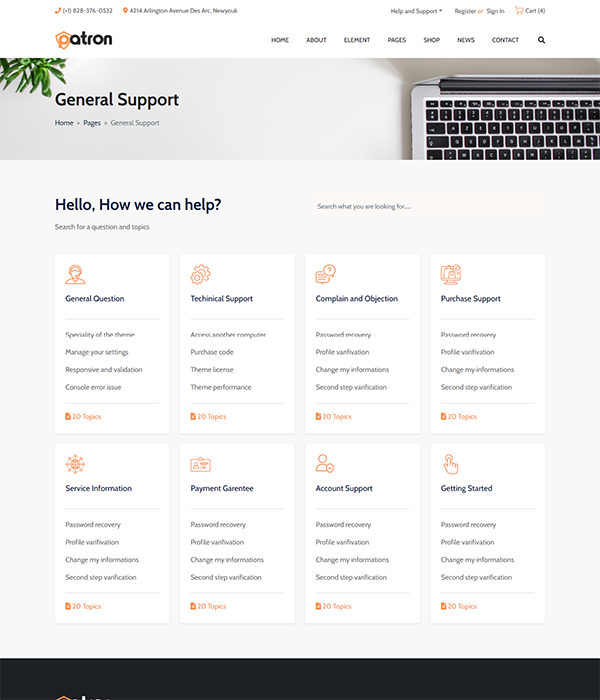 (+1) 828-376-0532 4214 Arlington Avenue Des Arc, Newyouk Help and Support Register or Sign In Cart (4)
patron HOME ABOUT ELEMENT PAGES SHOP NEWS CONTACT
General Support
Home > Pages > General Support
Hello, How we can help?
Search what you are looking for.....
Search for a question and topics
General Question Techinical Support Complain and Objection Purchase Support
Speciality of the theme Access another computer Password recovery Password recovery
Manage your settings Purchase code Profile varifivation Profile varifivation
Responsive and validation Theme license Change my informations Change my informations
Console error issue Theme performance Second step varification Second step varification
20 Topics 20 Topics 20 Topics 20 Topics
Service Information Payment Garentee Account Support Getting Started
Password recovery Password recovery Password recovery Password recovery
Profile varifivation Profile varifivation Profile varifivation Profile varifivation
Change my informations Change my informations Change my informations Change my informations
Second step varification Second step varification Second step varification Second step varification
20 Topics 20 Topics 20 Topics 20 Topics
patron